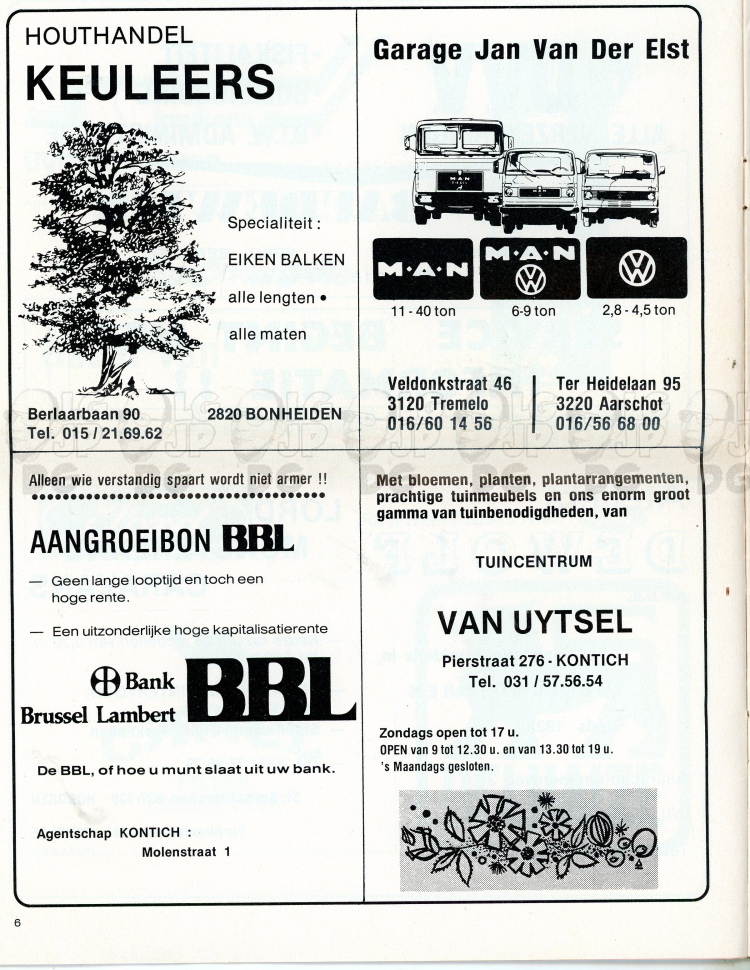 HOUTHANDEL
KEULEERS
Specialiteit :
EIKEN BALKEN
alle lengten •
alle maten
Berlaarbaan 90 2820 BONHEIDEN
Tel. 015 / 21.69.62
Garage Jan Van Der Elst
MAN
M·A·N
M·A·N
11 - 40 ton 6-9 ton 2,8 - 4,5 ton
Veldonkstraat 46
3120 Tremelo
016/60 14 56
Ter Heidelaan 95
3220 Aarschot
016/56 68 00
Alleen wie verstandig spaart wordt niet armer !!
AANGROEIBON BBL
— Geen lange looptijd en toch een
hoge rente.
— Een uitzonderlijke hoge kapitalisatierente
Bank
Brussel Lambert
BBL
De BBL, of hoe u munt slaat uit uw bank.
Agentschap KONTICH :
Molenstraat 1
Met bloemen, planten, plantarrangementen,
prachtige tuinmeubels en ons enorm groot
gamma van tuinbenodigdheden, van
TUINCENTRUM
VAN UYTSEL
Pierstraat 276 - KONTICH
Tel. 031 / 57.56.54
Zondags open tot 17 u.
OPEN van 9 tot 12.30 u. en van 13.30 tot 19 u.
's Maandags gesloten.
6